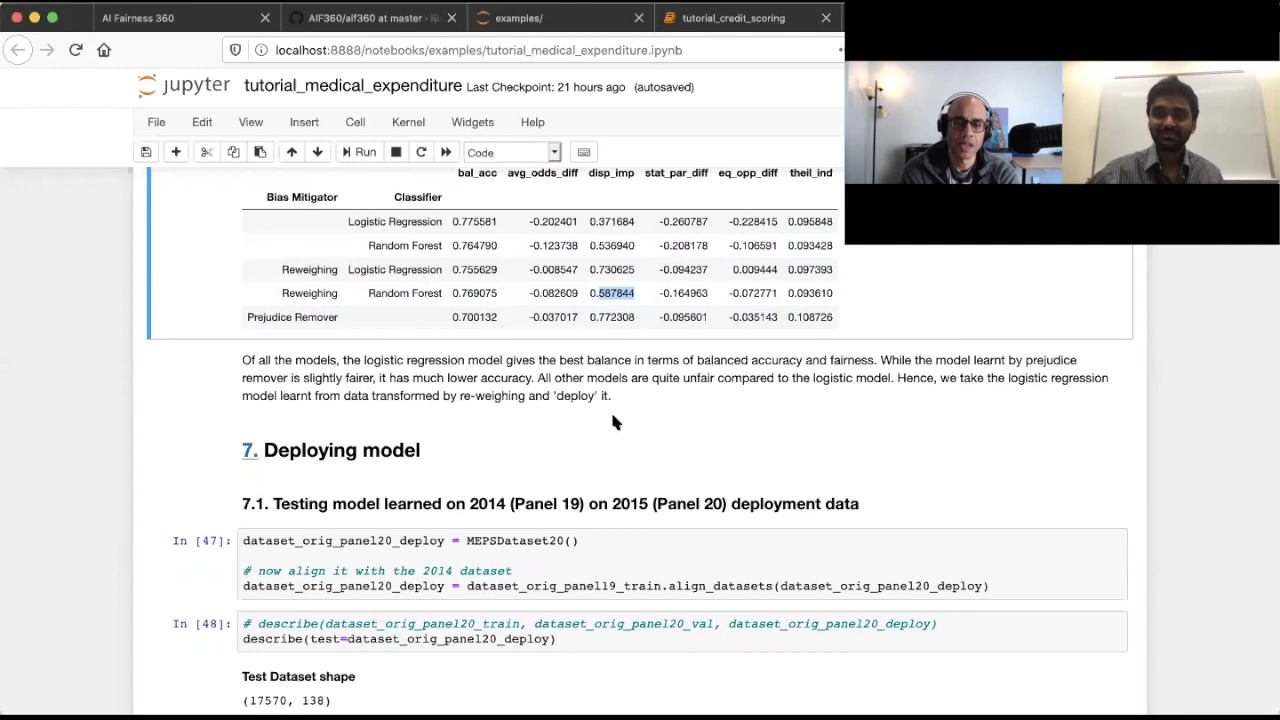 AI Fairness 360
AIF360/aif360 at master · IB
examples/
tutorial_credit_scoring
localhost:8888/notebooks/examples/tutorial_medical_expenditure.ipynb
jupyter tutorial_medical_expenditure Last Checkpoint: 21 hours ago (autosaved)
File Edit View Insert Cell Kernel Widgets Help
Run Code
bal_acc avg_odds_diff disp_imp stat_par_diff eq_opp_diff theil_ind
Bias Mitigator Classifier
Logistic Regression 0.775581 -0.202401 0.371684 -0.260787 -0.228415 0.095848
Random Forest 0.764790 -0.123738 0.536940 -0.208178 -0.106591 0.093428
Reweighing Logistic Regression 0.755629 -0.008547 0.730625 -0.094237 0.009444 0.097393
Reweighing Random Forest 0.769075 -0.082609 0.587844 -0.164963 -0.072771 0.093610
Prejudice Remover 0.700132 -0.037017 0.772308 -0.095601 -0.035143 0.108726
Of all the models, the logistic regression model gives the best balance in terms of balanced accuracy and fairness. While the model learnt by prejudice
remover is slightly fairer, it has much lower accuracy. All other models are quite unfair compared to the logistic model. Hence, we take the logistic regression
model learnt from data transformed by re-weighing and 'deploy' it.
7. Deploying model
7.1. Testing model learned on 2014 (Panel 19) on 2015 (Panel 20) deployment data
In [47]: dataset_orig_panel20_deploy = MEPSDataset20()
# now align it with the 2014 dataset
dataset_orig_panel20_deploy = dataset_orig_panel19_train.align_datasets(dataset_orig_panel20_deploy)
In [48]: # describe(dataset_orig_panel20_train, dataset_orig_panel20_val, dataset_orig_panel20_deploy)
describe(test=dataset_orig_panel20_deploy)
Test Dataset shape
(17570, 138)